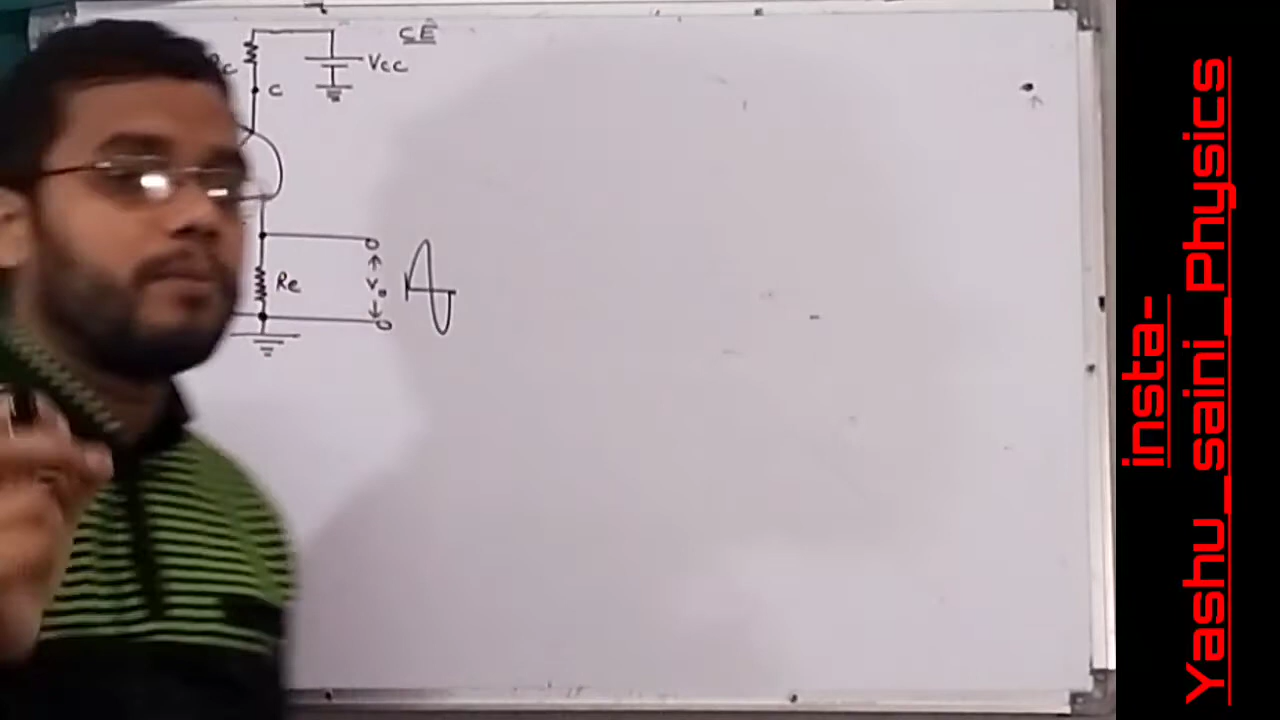 CE
Rc
Vcc
C
Re
Vo
insta-
Yashu_saini_Physics